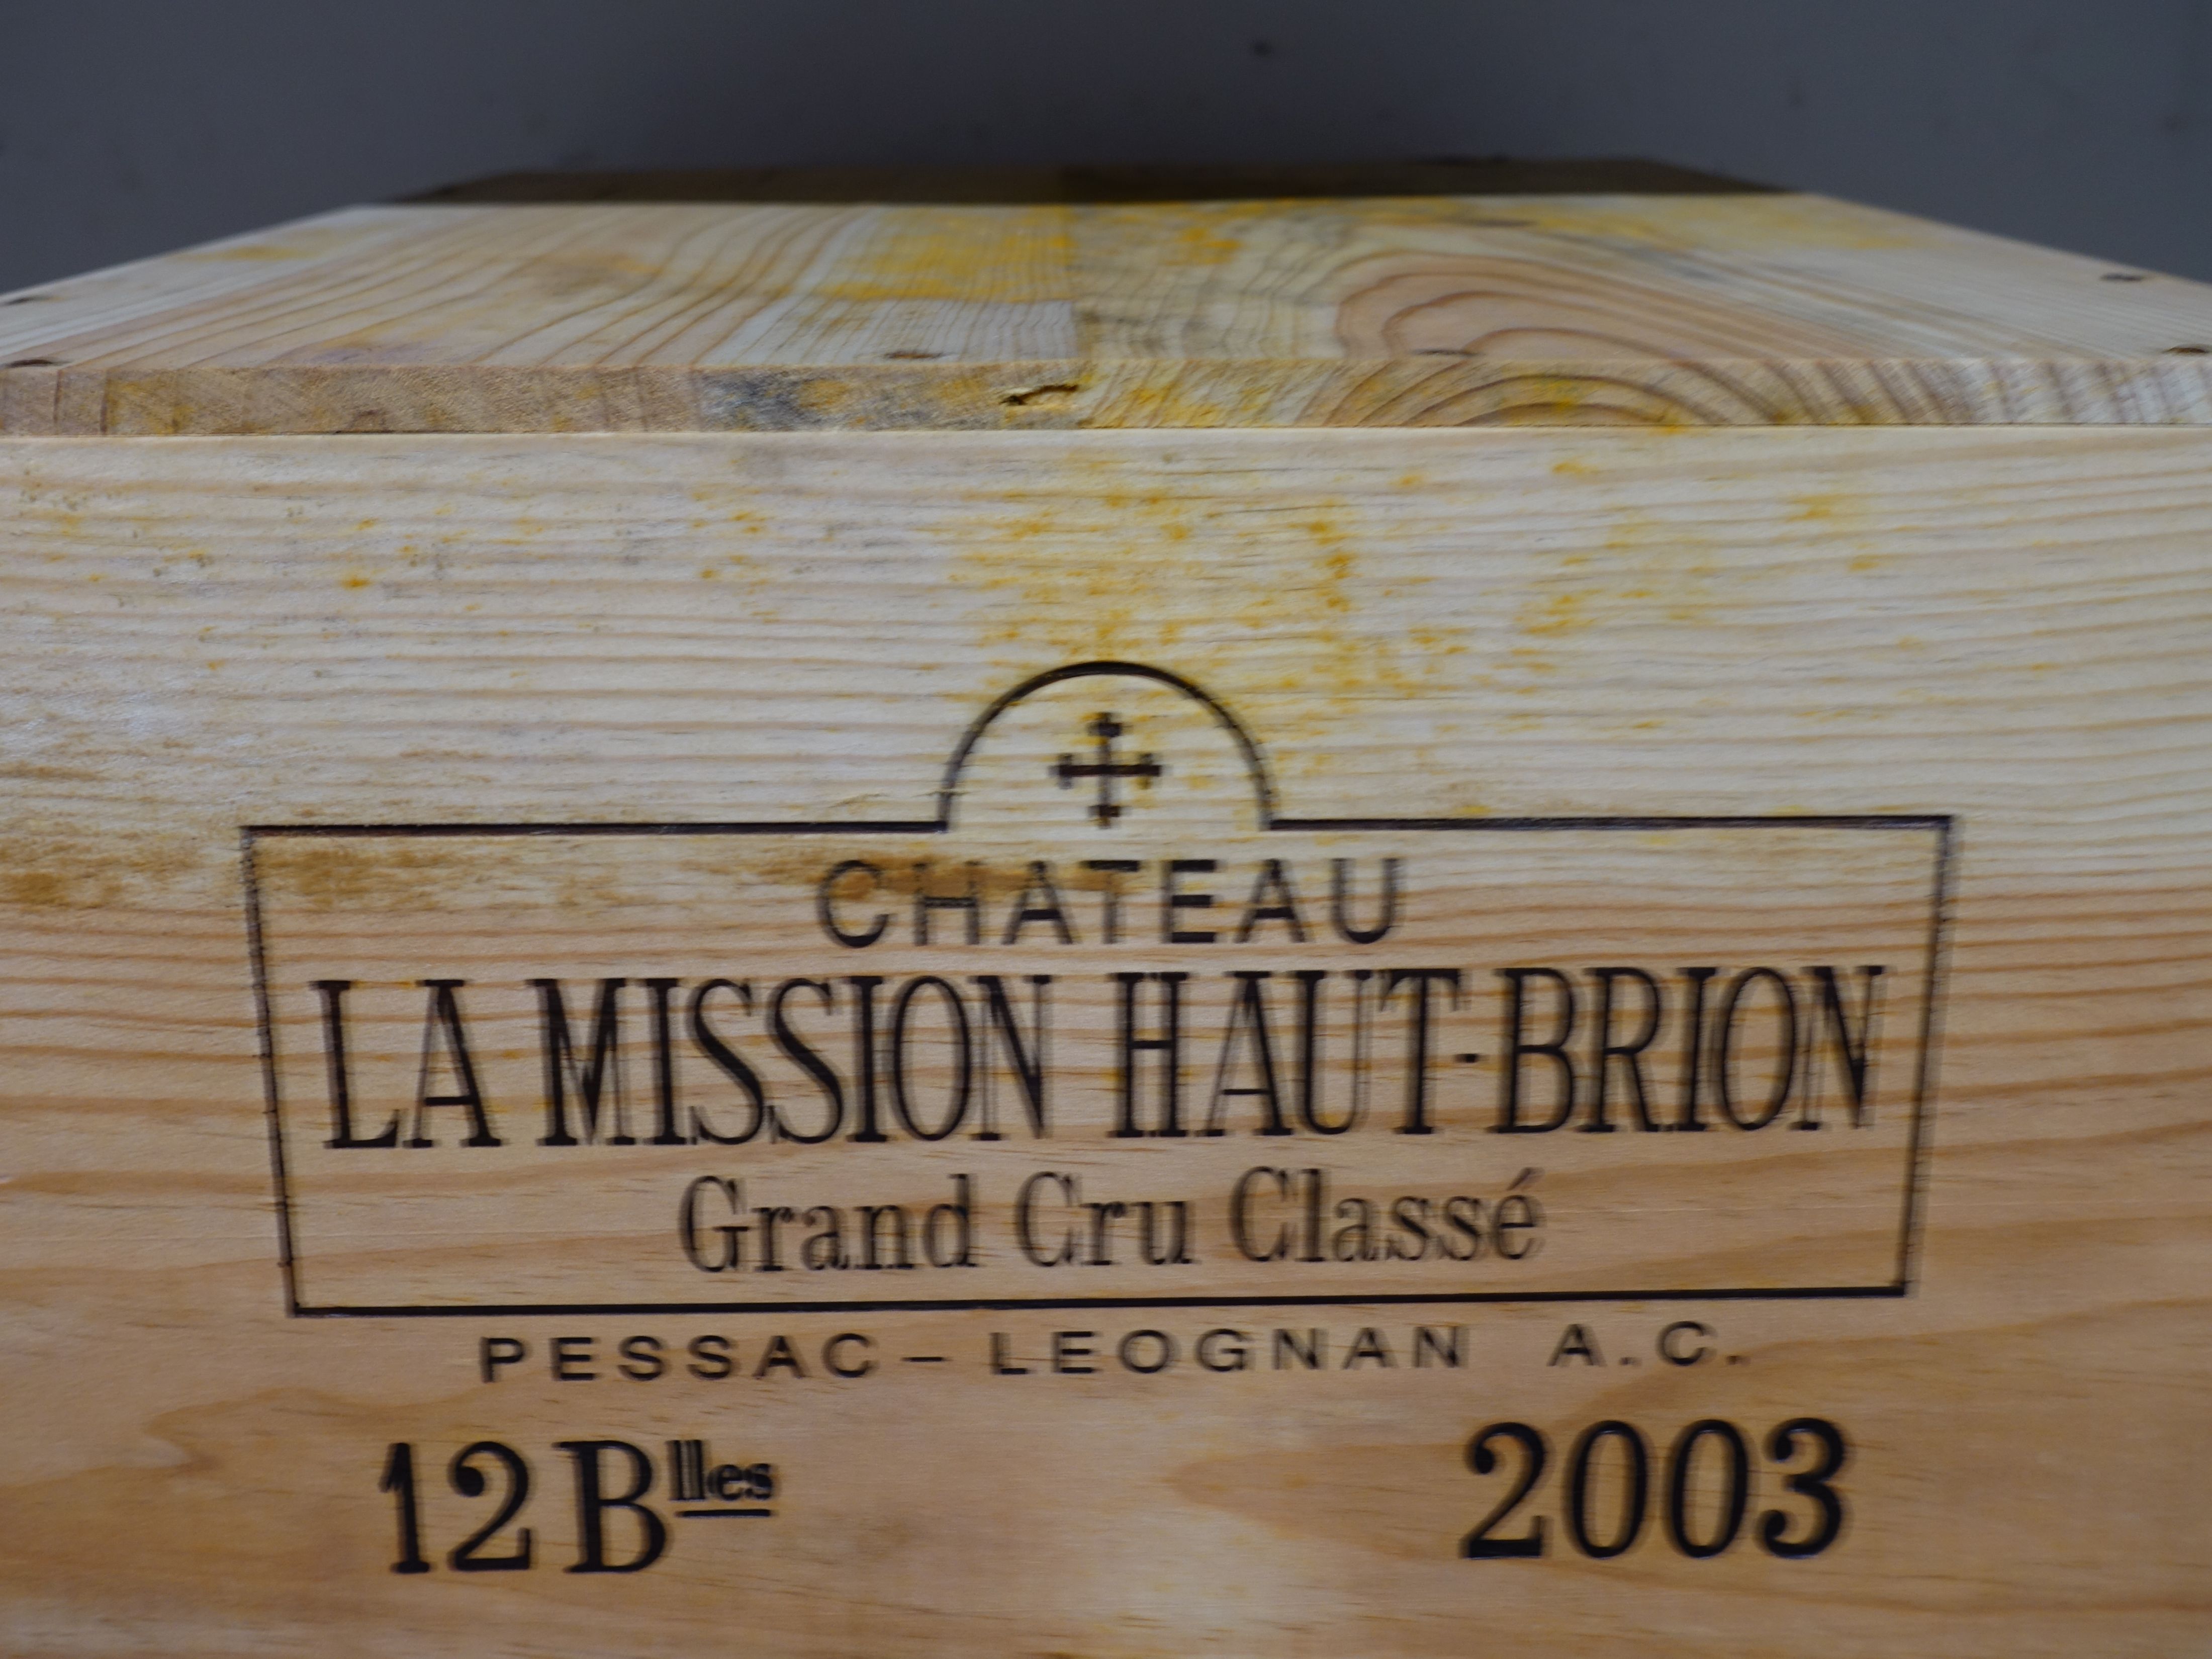 CHATEAU
LA MISSION HAUT-BRION
Grand Cru Classé
PESSAC – LEOGNAN A.C.
12 Blles 2003